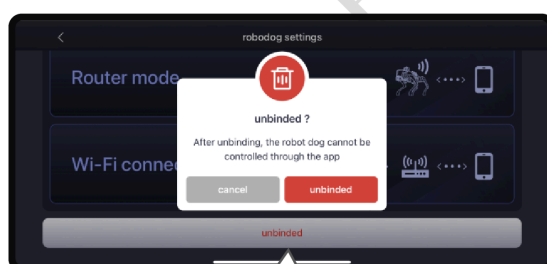 robodog settings
Router mode
unbinded ?
After unbinding, the robot dog cannot be
controlled through the app
Wi-Fi connec
cancel
unbinded
unbinded